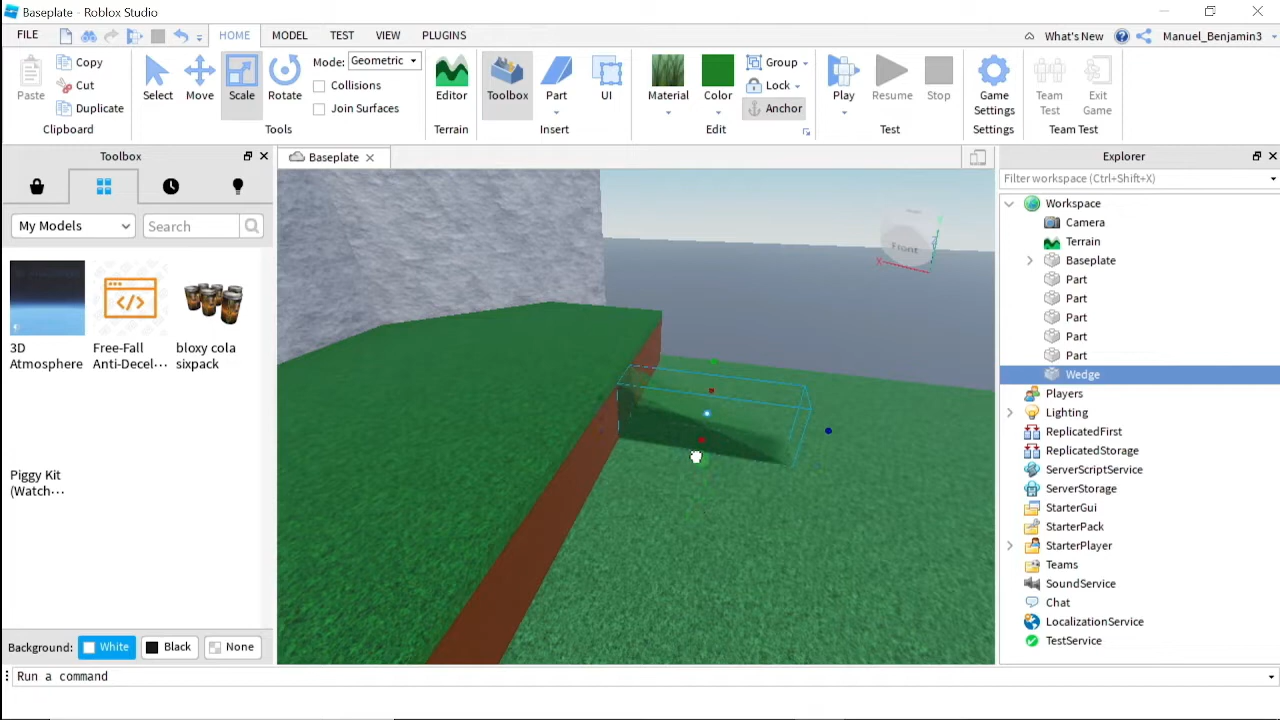 Baseplate - Roblox Studio
FILE HOME MODEL TEST VIEW PLUGINS What's New Manuel_Benjamin3
Paste Copy Cut Duplicate Clipboard
Select Move Scale Rotate Mode: Geometric Collisions Join Surfaces Tools
Editor Terrain
Toolbox Part UI Insert
Material Color Group Lock Anchor Edit
Play Resume Stop Test
Game Settings Settings
Team Test Exit Game Team Test
Toolbox
My Models Search
3D Atmosphere
Free-Fall Anti-Decel···
bloxy cola sixpack
Piggy Kit (Watch···
Background: White Black None
Baseplate
Front
X
Explorer
Filter workspace (Ctrl+Shift+X)
Workspace
Camera
Terrain
Baseplate
Part
Part
Part
Part
Part
Wedge
Players
Lighting
ReplicatedFirst
ReplicatedStorage
ServerScriptService
ServerStorage
StarterGui
StarterPack
StarterPlayer
Teams
SoundService
Chat
LocalizationService
TestService
Run a command